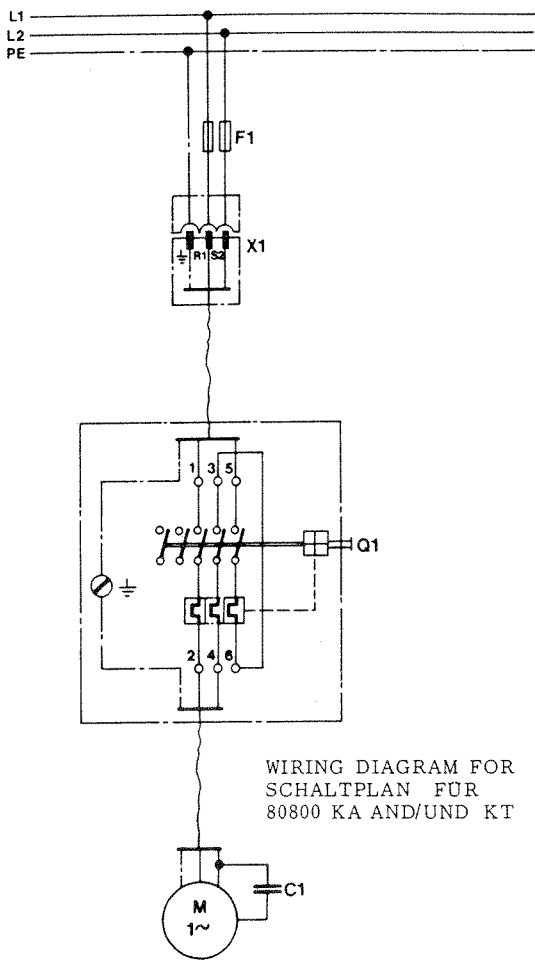 L1
L2
PE
F1
X1
R1 S2
1 3 5
Q1
2 4 6
WIRING DIAGRAM FOR
SCHALTPLAN FÜR
80800 KA AND/UND KT
C1
M
1~